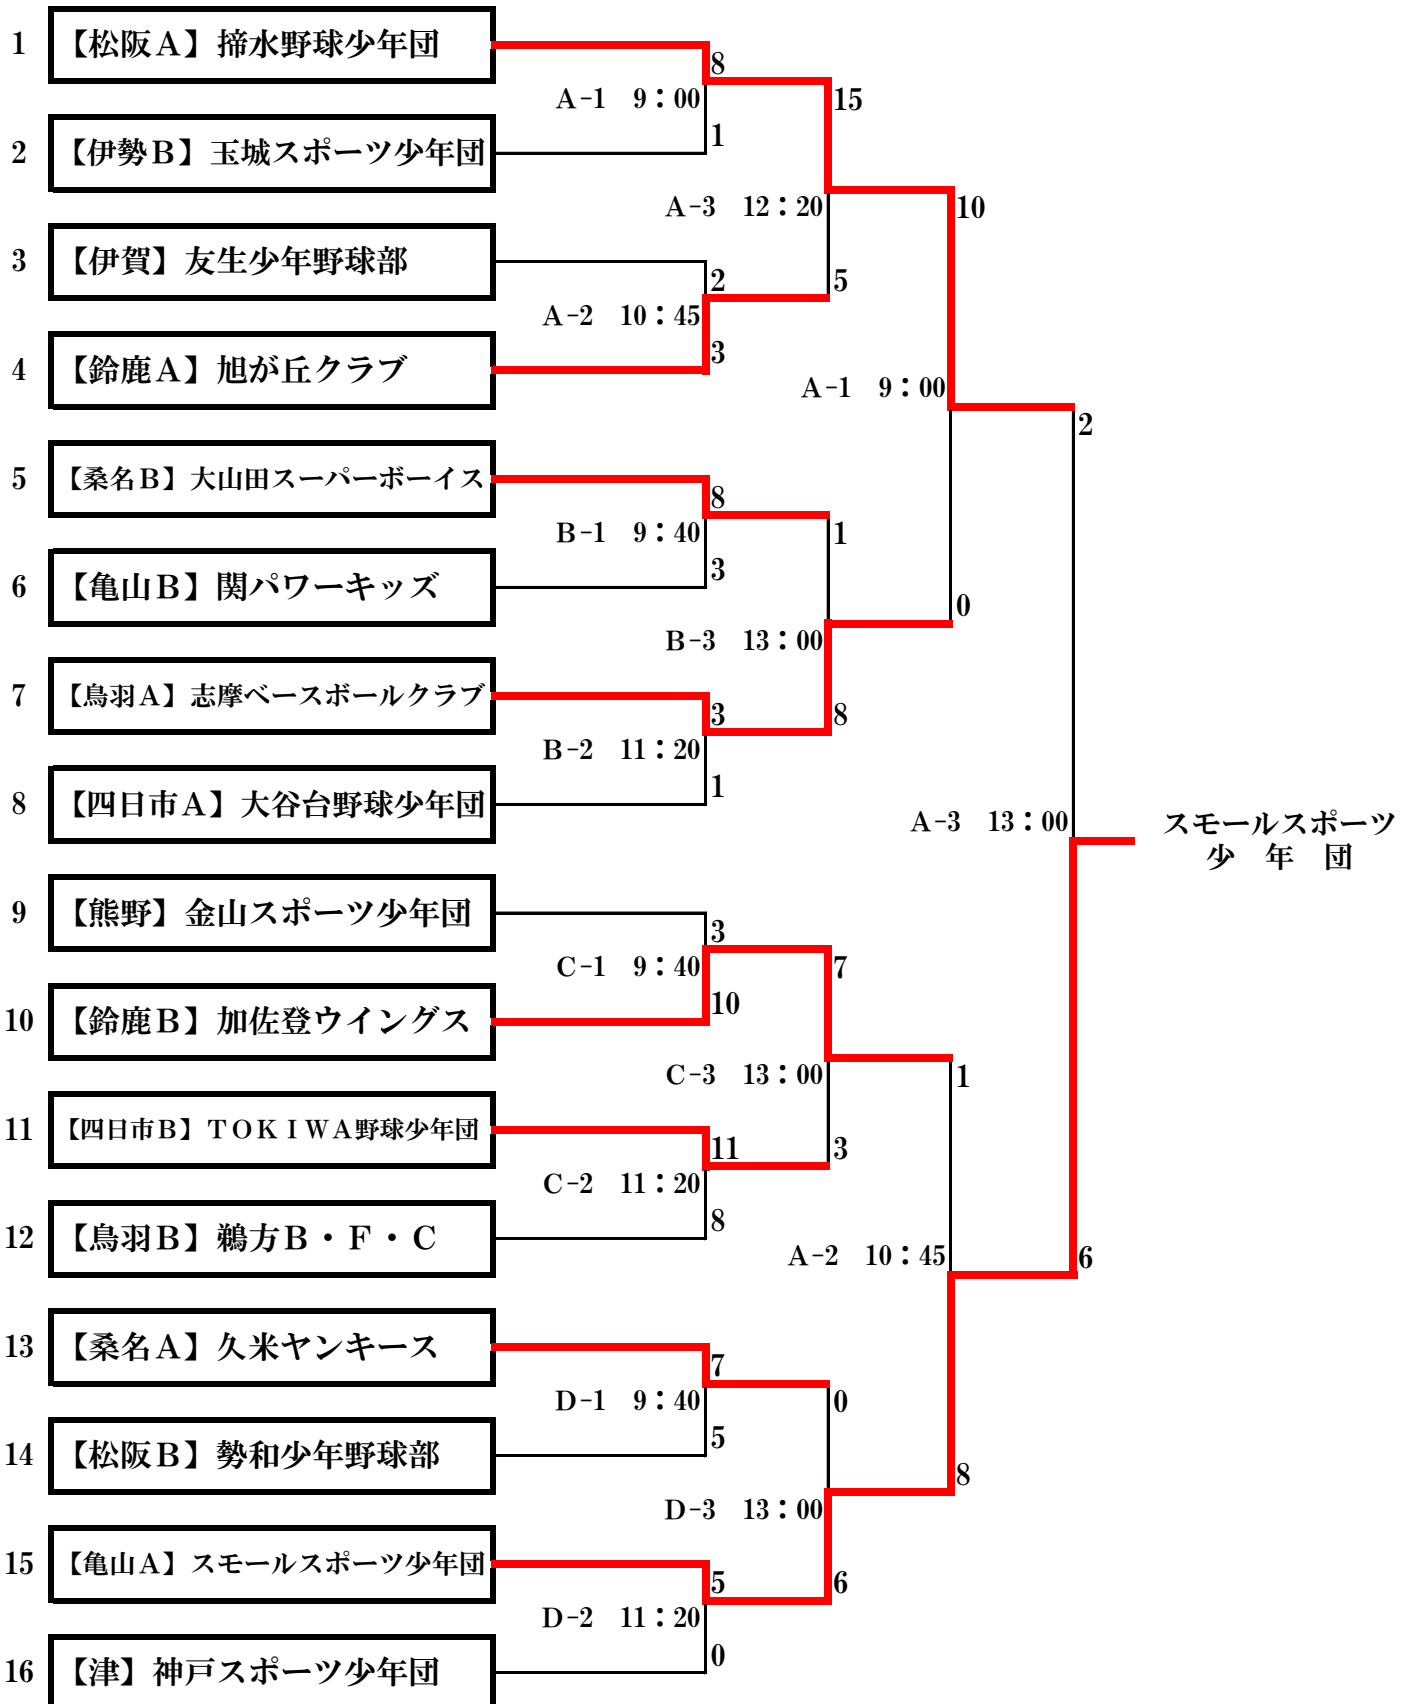 1 【松阪Ａ】揥水野球少年団
8
A-1 9：00
15
1
2 【伊勢Ｂ】玉城スポーツ少年団
A-3 12：20
10
3 【伊賀】友生少年野球部
2
5
A-2 10：45
3
4 【鈴鹿Ａ】旭が丘クラブ
A-1 9：00
2
5 【桑名Ｂ】大山田スーパーボーイス
8
B-1 9：40
1
3
6 【亀山Ｂ】関パワーキッズ
0
B-3 13：00
7 【鳥羽Ａ】志摩ベースボールクラブ
3
8
B-2 11：20
1
8 【四日市Ａ】大谷台野球少年団
A-3 13：00
スモールスポーツ
少　年　団
9 【熊野】金山スポーツ少年団
3
C-1 9：40
7
10
10 【鈴鹿Ｂ】加佐登ウイングス
C-3 13：00
1
11 【四日市Ｂ】ＴＯＫＩＷＡ野球少年団
11
3
C-2 11：20
8
12 【鳥羽Ｂ】鵜方Ｂ・Ｆ・Ｃ
A-2 10：45
6
13 【桑名Ａ】久米ヤンキース
7
D-1 9：40
0
5
14 【松阪Ｂ】勢和少年野球部
8
D-3 13：00
15 【亀山Ａ】スモールスポーツ少年団
5
6
D-2 11：20
0
16 【津】神戸スポーツ少年団